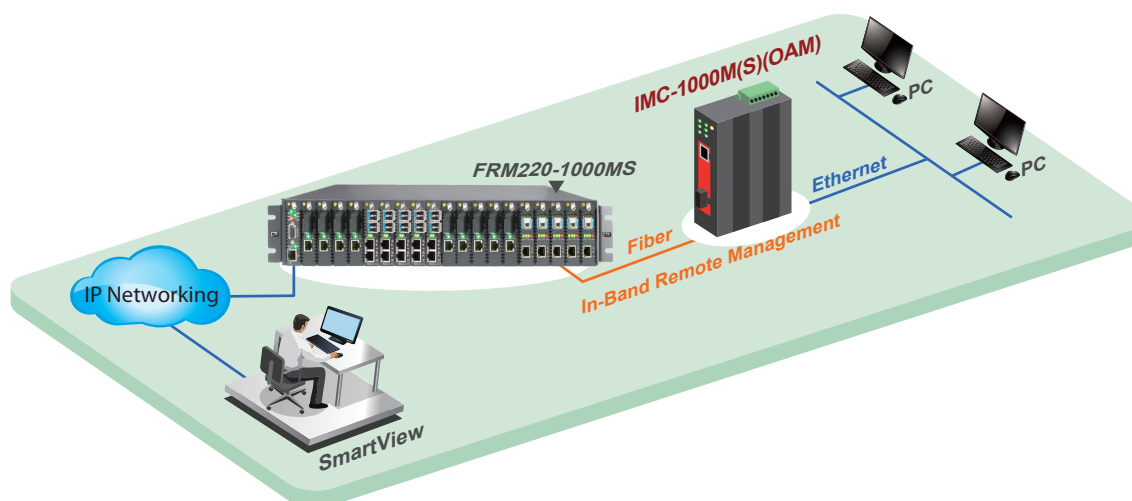 IMC-1000M(S)(OAM)
PC
PC
FRM220-1000MS
Ethernet
Fiber
In-Band Remote Management
IP Networking
SmartView